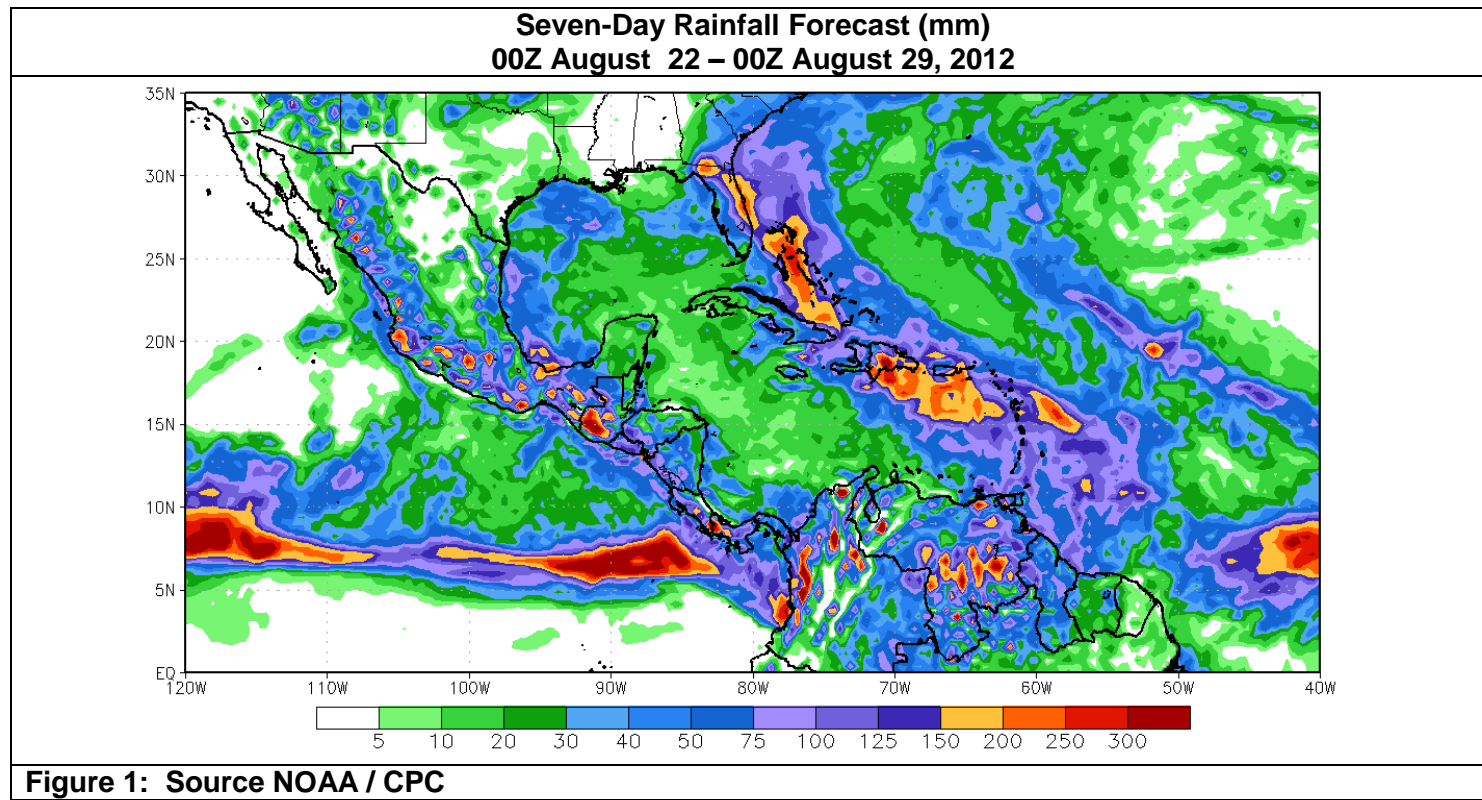 Seven-Day Rainfall Forecast (mm)
00Z August 22 – 00Z August 29, 2012
35N
30N
25N
20N
15N
10N
5N
EQ
120W 110W 100W 90W 80W 70W 60W 50W 40W
5 10 20 30 40 50 75 100 125 150 200 250 300
Figure 1: Source NOAA / CPC